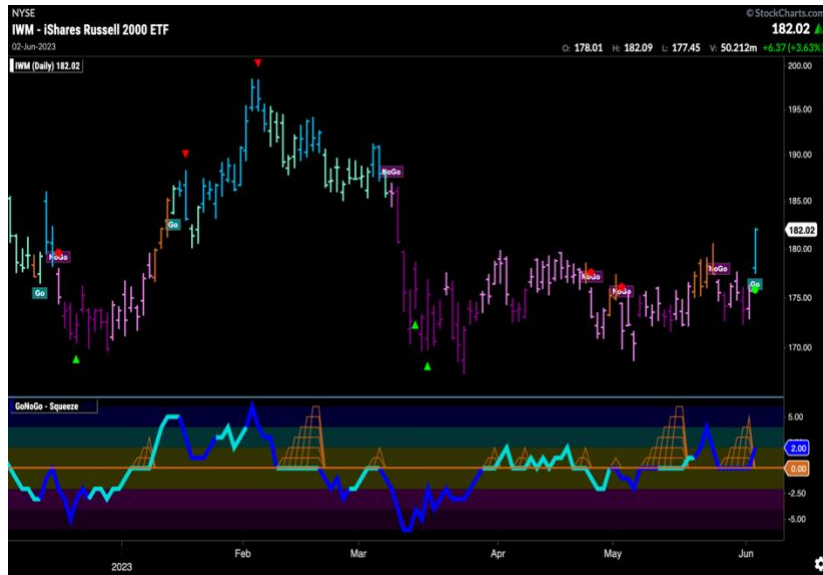 NYSE
© StockCharts.com
IWM - iShares Russell 2000 ETF
182.02
02-Jun-2023
O: 178.01 H: 182.09 L: 177.45 V: 50.212m +6.37 (+3.63%)
IWM (Daily) 182.02
200.00
195.00
190.00
NoGo
185.00
Go
182.02
NoGo
180.00
NoGo
NoGo
Go
Go
NoGo
175.00
170.00
GoNoGo - Squeeze
5.00
2.00
0.00
-2.50
-5.00
Feb
Mar
Apr
May
Jun
2023